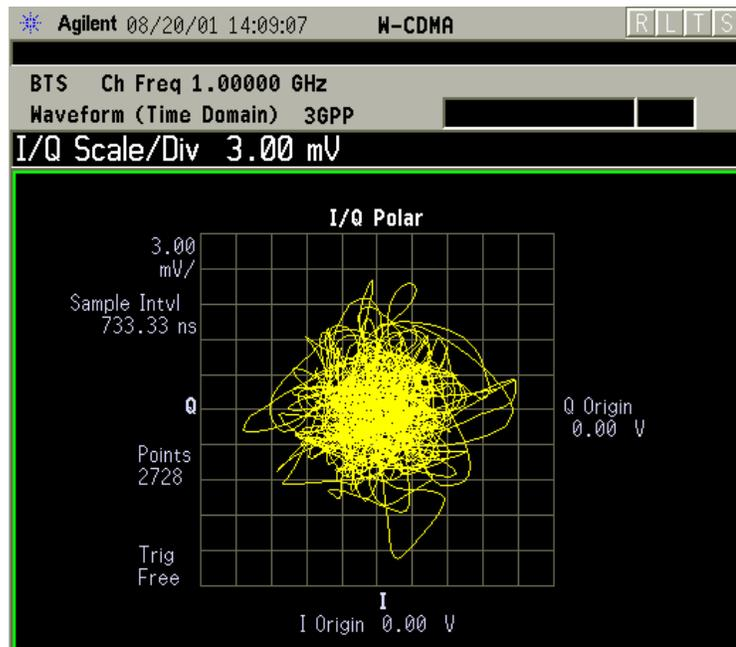 Agilent 08/20/01 14:09:07 W-CDMA R L T S
BTS Ch Freq 1.00000 GHz
Waveform (Time Domain) 3GPP
I/Q Scale/Div 3.00 mV
I/Q Polar
3.00
mV/
Sample Intvl
733.33 ns
Q
Q Origin
0.00 V
Points
2728
Trig
Free
I
I Origin 0.00 V